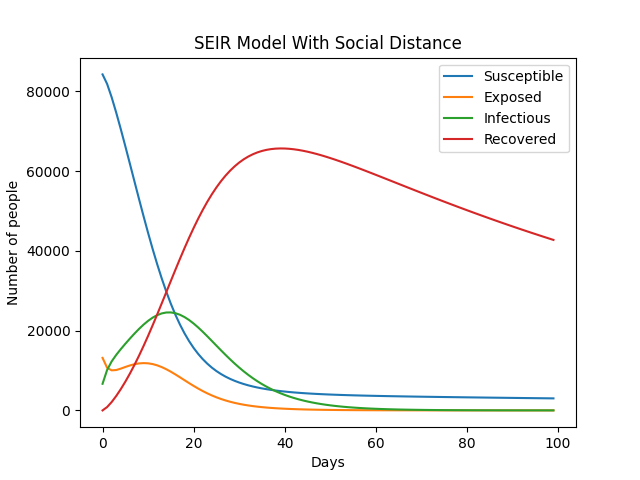 SEIR Model With Social Distance
Susceptible
Exposed
Infectious
Recovered
Number of people
80000
60000
40000
20000
0
0 20 40 60 80 100
Days